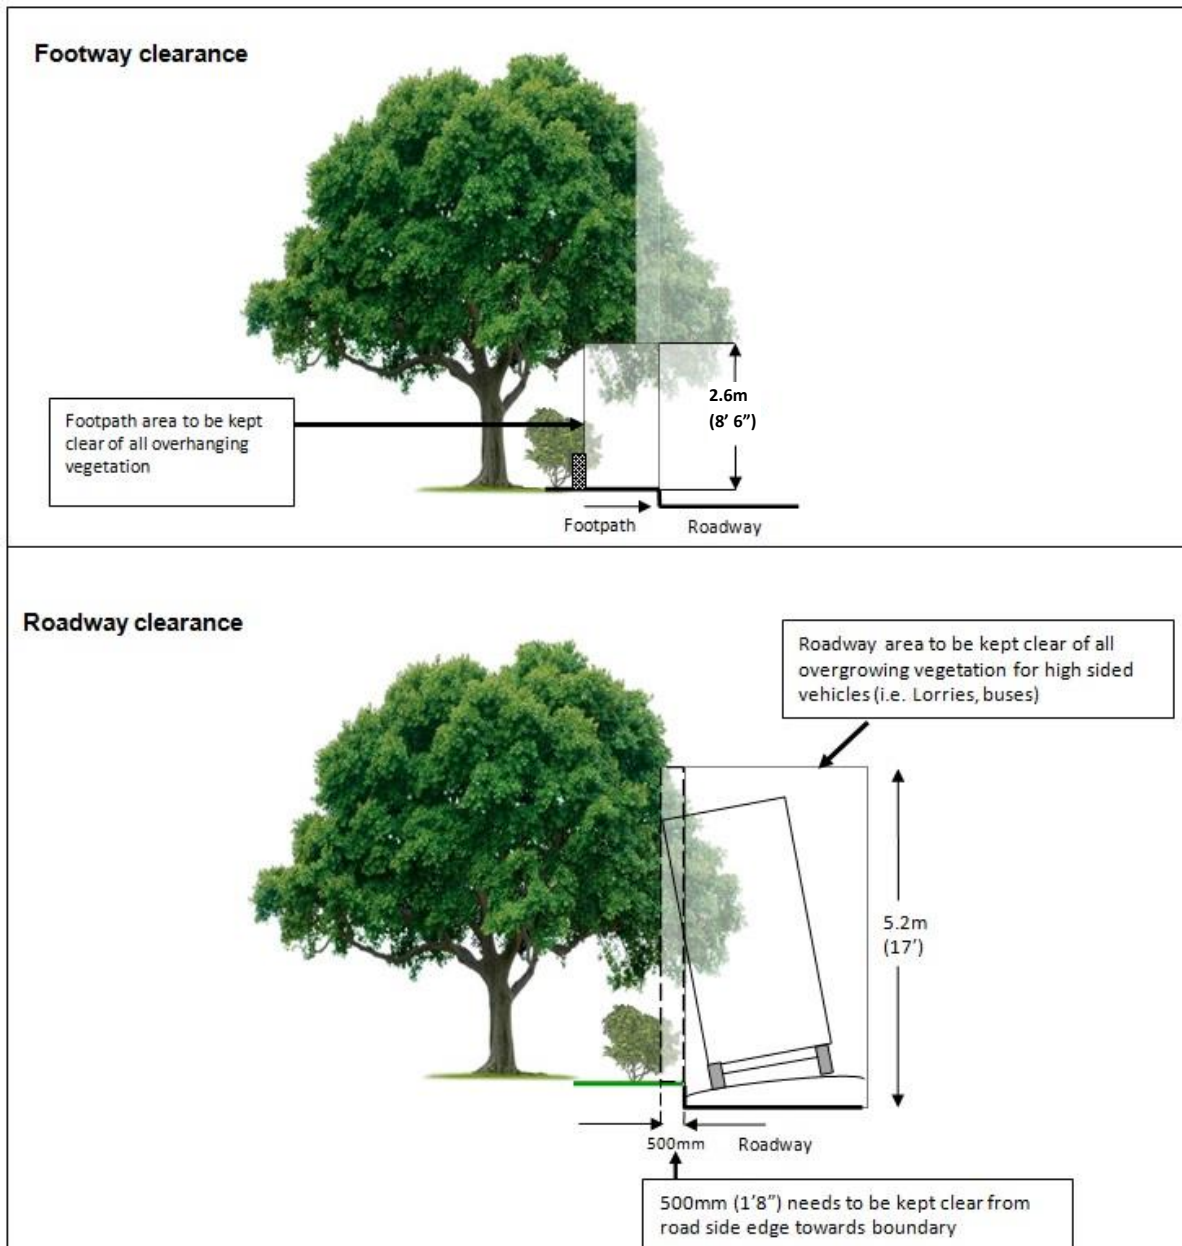 Footway clearance
2.6m
(8' 6”)
Footpath area to be kept
clear of all overhanging
vegetation
Footpath
Roadway
Roadway clearance
Roadway area to be kept clear of all
overgrowing vegetation for high sided
vehicles (i.e. Lorries, buses)
5.2m
(17’)
500mm
Roadway
500mm (1’8”) needs to be kept clear from
road side edge towards boundary